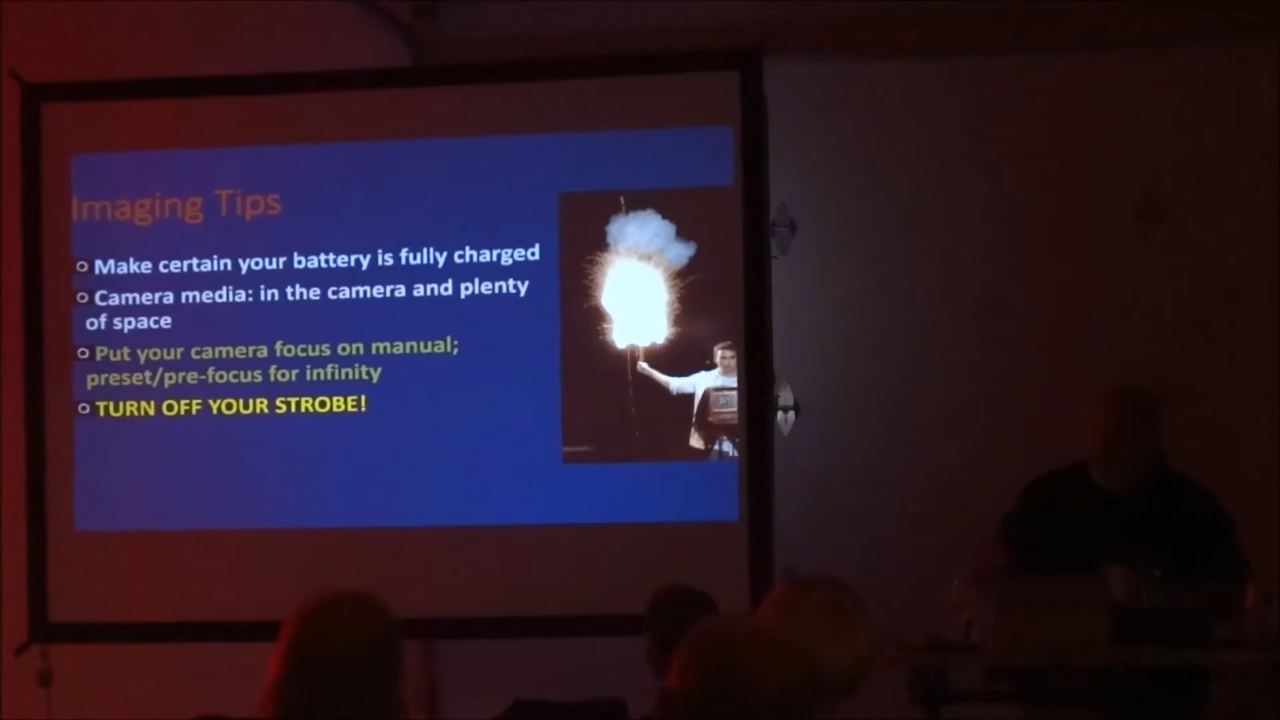 Imaging Tips
Make certain your battery is fully charged
Camera media: in the camera and plenty
of space
Put your camera focus on manual;
preset/pre-focus for infinity
TURN OFF YOUR STROBE!